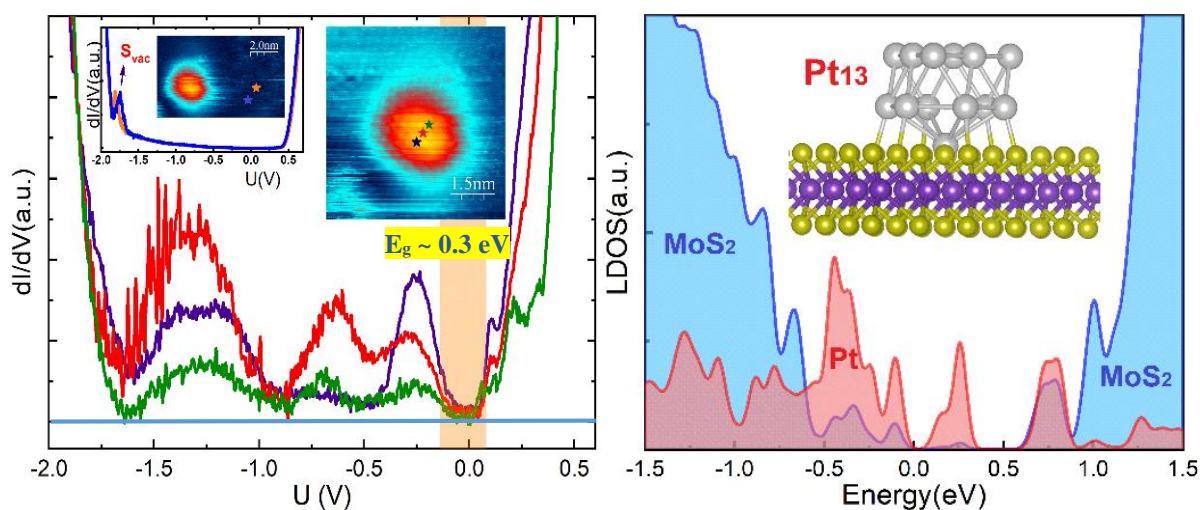 dI/dV(a.u.)
dI/dV(a.u.)
S_vac
2.0nm
-2.0 -1.5 -1.0 -0.5 0.0 0.5
U(V)
1.5nm
E_g ~ 0.3 eV
-2.0 -1.5 -1.0 -0.5 0.0 0.5
U (V)
LDOS(a.u.)
Pt₁₃
MoS₂
Pt
MoS₂
-1.5 -1.0 -0.5 0.0 0.5 1.0 1.5
Energy(eV)